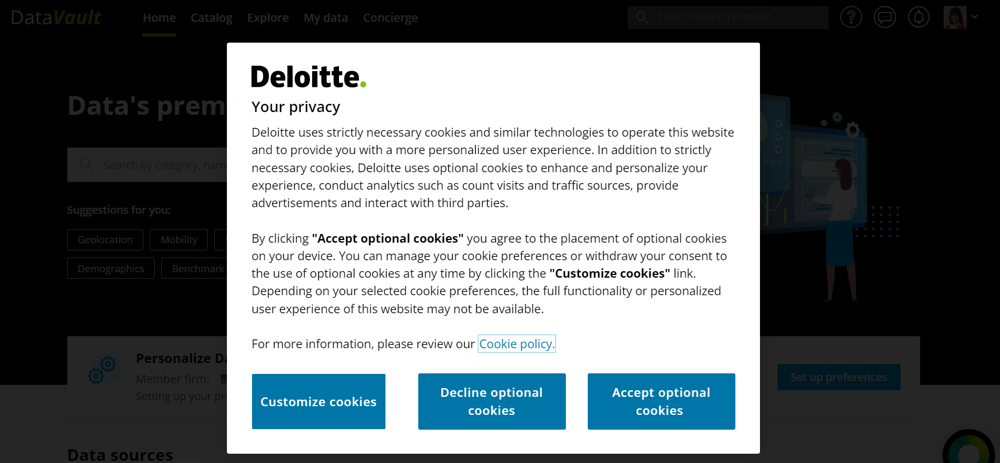 DataVault
Home Catalog Explore My data Concierge
Type to search product...
Data's prem
Search by category, nam
Suggestions for you:
Geolocation Mobility
Demographics Benchmark
Deloitte.
Your privacy
Deloitte uses strictly necessary cookies and similar technologies to operate this website
and to provide you with a more personalized user experience. In addition to strictly
necessary cookies, Deloitte uses optional cookies to enhance and personalize your
experience, conduct analytics such as count visits and traffic sources, provide
advertisements and interact with third parties.
By clicking "Accept optional cookies" you agree to the placement of optional cookies
on your device. You can manage your cookie preferences or withdraw your consent to
the use of optional cookies at any time by clicking the "Customize cookies" link.
Depending on your selected cookie preferences, the full functionality or personalized
user experience of this website may not be available.
For more information, please review our Cookie policy.
Customize cookies
Decline optional
cookies
Accept optional
cookies
Personalize Da
Member firm:
Setting up your pr
Set up preferences
Data sources